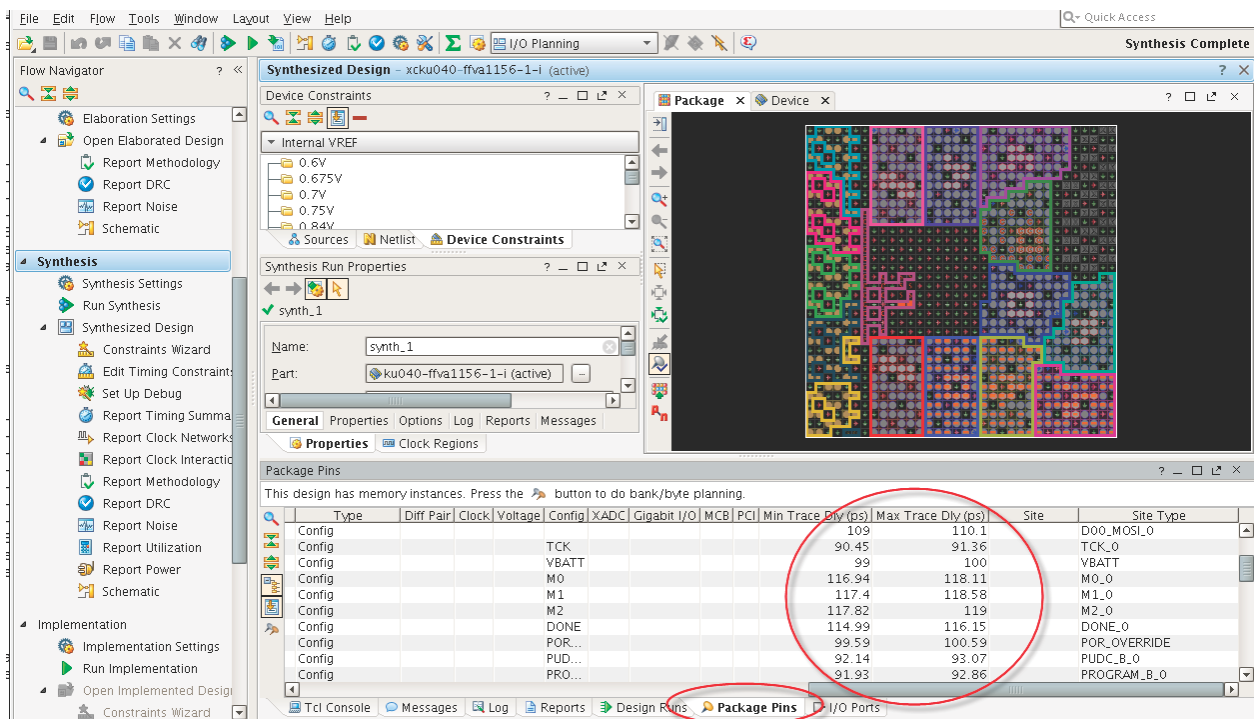 File Edit Flow Tools Window Layout View Help
Quick Access
I/O Planning
Synthesis Complete
Flow Navigator
Elaboration Settings
Open Elaborated Design
Report Methodology
Report DRC
Report Noise
Schematic
Synthesis
Synthesis Settings
Run Synthesis
Synthesized Design
Constraints Wizard
Edit Timing Constraints
Set Up Debug
Report Timing Summa
Report Clock Networks
Report Clock Interactic
Report Methodology
Report DRC
Report Noise
Report Utilization
Report Power
Schematic
Implementation
Implementation Settings
Run Implementation
Open Implemented Desigr
Constraints Wizard
Synthesized Design - xcku040-ffva1156-1-i (active)
Device Constraints
Internal VREF
0.6V
0.675V
0.7V
0.75V
0.84V
Sources Netlist Device Constraints
Synthesis Run Properties
synth_1
Name: synth_1
Part: ku040-ffva1156-1-i (active)
General Properties Options Log Reports Messages
Properties Clock Regions
Package Device
Package Pins
This design has memory instances. Press the button to do bank/byte planning.
Type Diff Pair Clock Voltage Config XADC Gigabit I/O MCB PCI Min Trace Dly (ps) Max Trace Dly (ps) Site Site Type
Config 109 110.1 D00_MOSI_0
Config TCK 90.45 91.36 TCK_0
Config VBATT 99 100 VBATT
Config M0 116.94 118.11 M0_0
Config M1 117.4 118.58 M1_0
Config M2 117.82 119 M2_0
Config DONE 114.99 116.15 DONE_0
Config POR... 99.59 100.59 POR_OVERRIDE
Config PUD... 92.14 93.07 PUDC_B_0
Config PRO... 91.93 92.86 PROGRAM_B_0
Tcl Console Messages Log Reports Design Runs Package Pins I/O Ports